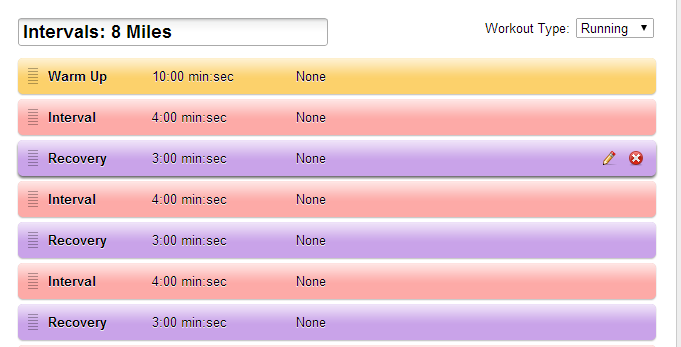 Intervals: 8 Miles
Workout Type: Running
Warm Up 10:00 min:sec None
Interval 4:00 min:sec None
Recovery 3:00 min:sec None
Interval 4:00 min:sec None
Recovery 3:00 min:sec None
Interval 4:00 min:sec None
Recovery 3:00 min:sec None